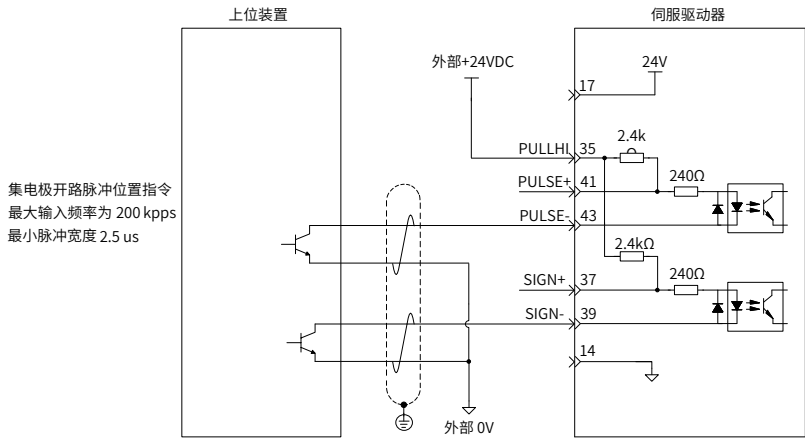 上位装置
伺服驱动器
外部+24VDC
24V
17
2.4k
PULLHI
35
240Ω
PULSE+
41
集电极开路脉冲位置指令
最大输入频率为 200 kpps
最小脉冲宽度 2.5 us
PULSE-
43
2.4kΩ
240Ω
SIGN+
37
SIGN-
39
14
外部 0V